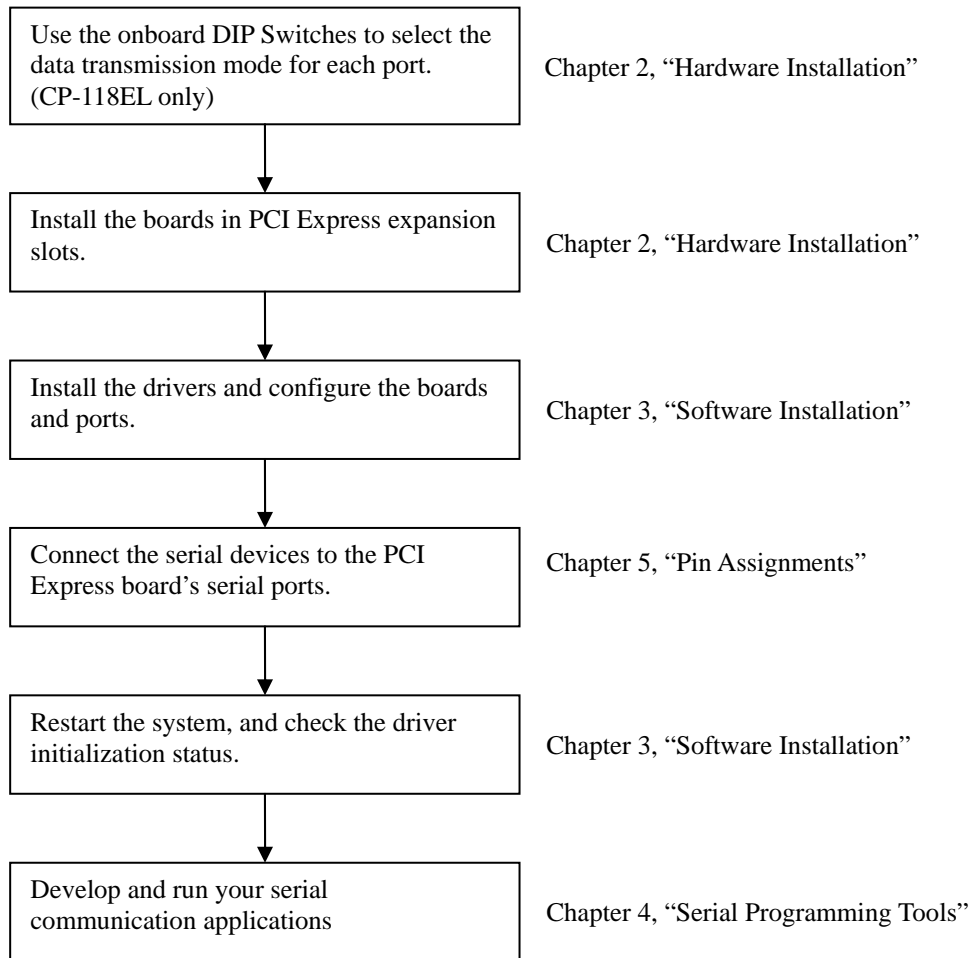 Use the onboard DIP Switches to select the
data transmission mode for each port.
(CP-118EL only)
Chapter 2, “Hardware Installation”
Install the boards in PCI Express expansion
slots.
Chapter 2, “Hardware Installation”
Install the drivers and configure the boards
and ports.
Chapter 3, “Software Installation”
Connect the serial devices to the PCI
Express board’s serial ports.
Chapter 5, “Pin Assignments”
Restart the system, and check the driver
initialization status.
Chapter 3, “Software Installation”
Develop and run your serial
communication applications
Chapter 4, “Serial Programming Tools”